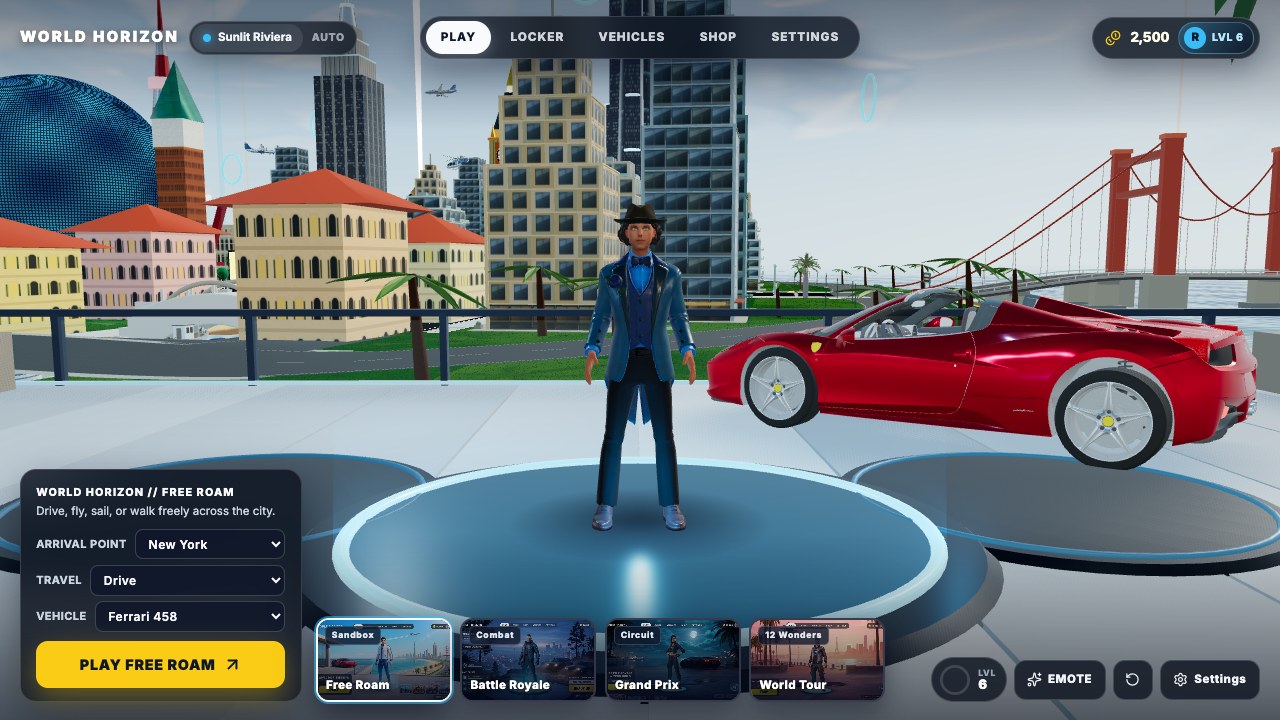 WORLD HORIZON
Sunlit Riviera AUTO
PLAY LOCKER VEHICLES SHOP SETTINGS
2,500 R LVL 6
WORLD HORIZON // FREE ROAM
Drive, fly, sail, or walk freely across the city.
ARRIVAL POINT New York
TRAVEL Drive
VEHICLE Ferrari 458
PLAY FREE ROAM
Sandbox
Free Roam
Combat
Battle Royale
Circuit
Grand Prix
12 Wonders
World Tour
LVL
6
EMOTE
Settings